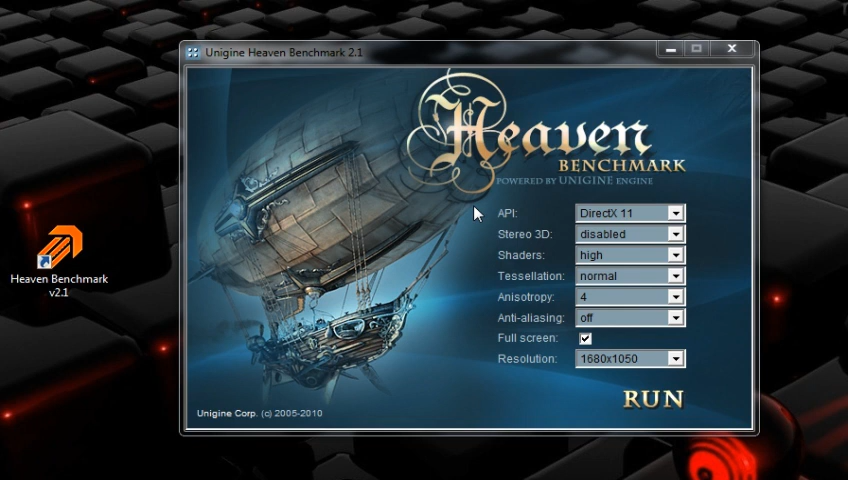 Unigine Heaven Benchmark 2.1
Heaven
BENCHMARK
POWERED BY UNIGINE ENGINE
API: DirectX 11
Stereo 3D: disabled
Shaders: high
Tessellation: normal
Anisotropy: 4
Anti-aliasing: off
Full screen:
Resolution: 1680x1050
RUN
Unigine Corp. (c) 2005-2010
Heaven Benchmark
v2.1